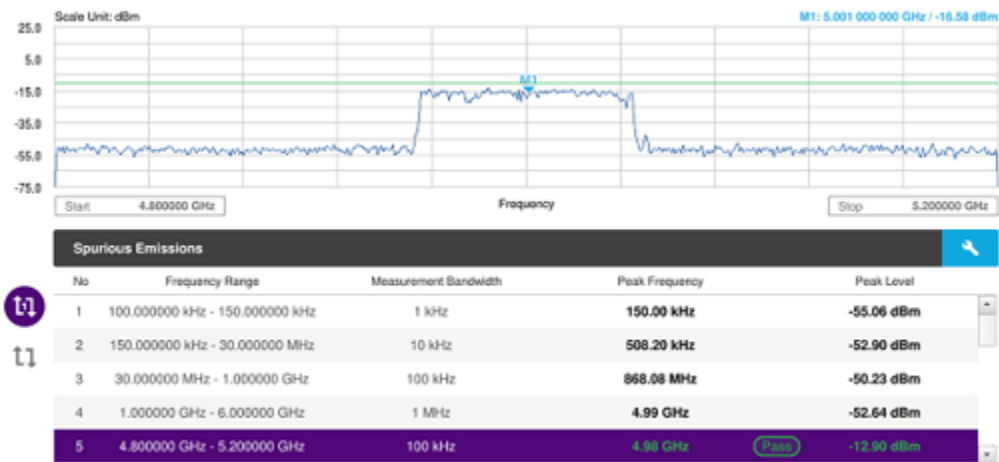 Scale Unit: dBm M1: 5.001 000 000 GHz / -16.58 dBm
25.0
5.0
M1
-15.0
-35.0
-55.0
-75.0
Start 4.800000 GHz Frequency Stop 5.200000 GHz
Spurious Emissions
No Frequency Range Measurement Bandwidth Peak Frequency Peak Level
1 100.000000 kHz - 150.000000 kHz 1 kHz 150.00 kHz -55.06 dBm
2 150.000000 kHz - 30.000000 MHz 10 kHz 508.20 kHz -52.90 dBm
3 30.000000 MHz - 1.000000 GHz 100 kHz 868.08 MHz -50.23 dBm
4 1.000000 GHz - 6.000000 GHz 1 MHz 4.99 GHz -52.64 dBm
5 4.800000 GHz - 5.200000 GHz 100 kHz 4.98 GHz Pass -12.90 dBm